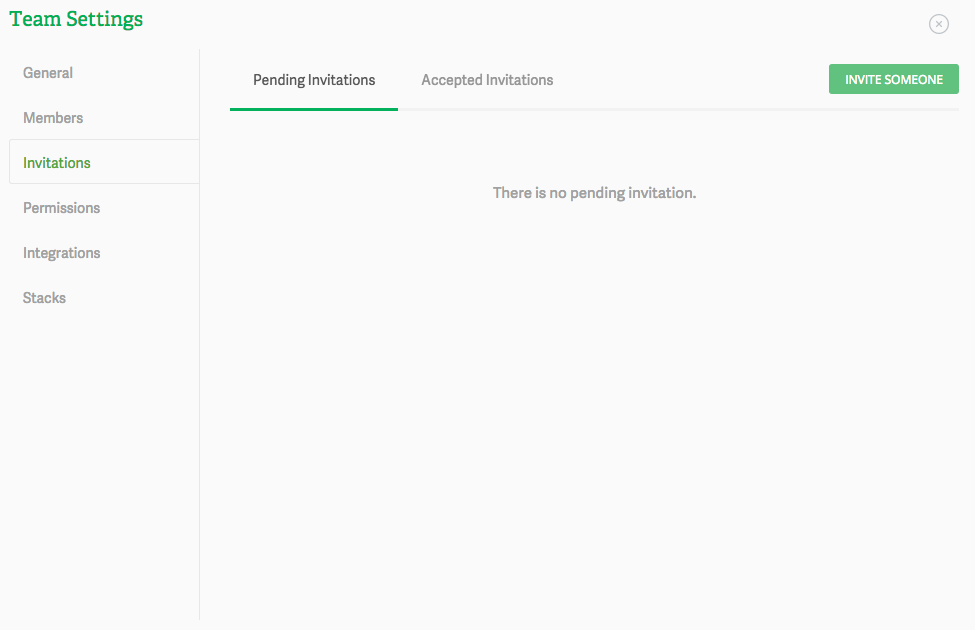 Team Settings
General
Members
Invitations
Permissions
Integrations
Stacks
Pending Invitations
Accepted Invitations
INVITE SOMEONE
There is no pending invitation.